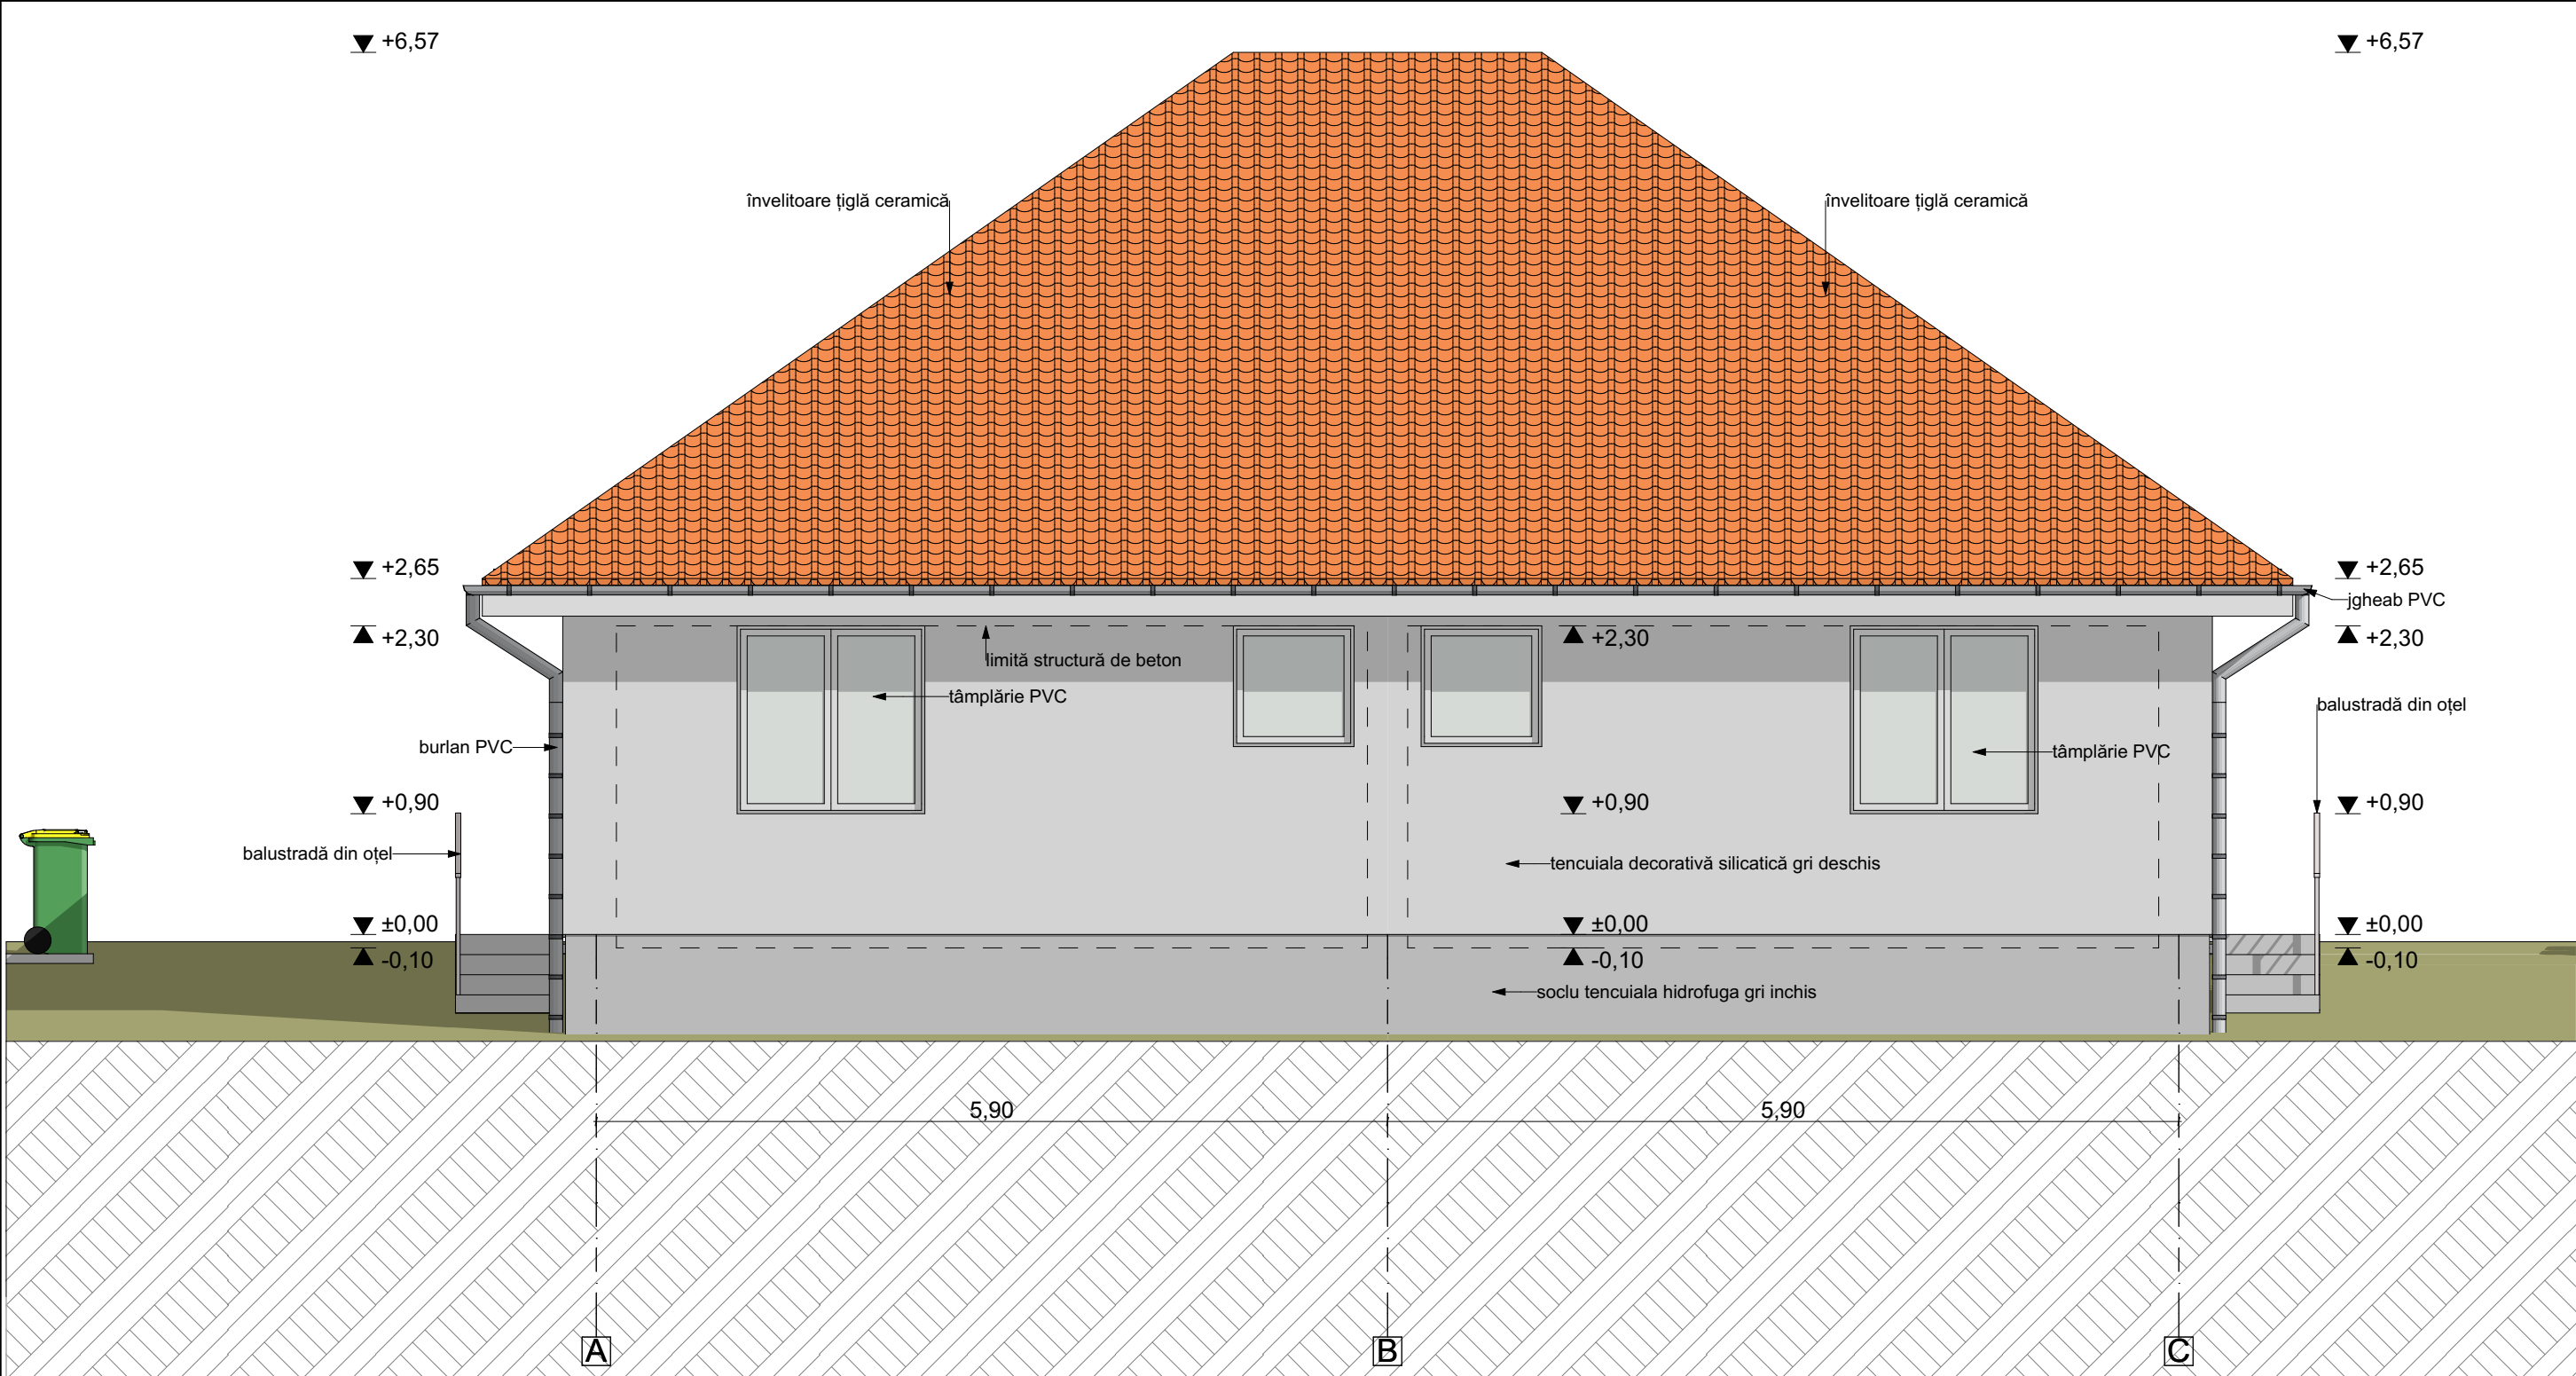 +6,57
+6,57
învelitoare țiglă ceramică
învelitoare țiglă ceramică
+2,65
+2,65
jgheab PVC
+2,30
+2,30
+2,30
limită structură de beton
tâmplărie PVC
balustradă din oțel
burlan PVC
tâmplărie PVC
+0,90
+0,90
+0,90
balustradă din oțel
tencuiala decorativă silicatică gri deschis
±0,00
±0,00
±0,00
-0,10
-0,10
-0,10
soclu tencuiala hidrofuga gri inchis
5,90
5,90
A
B
C